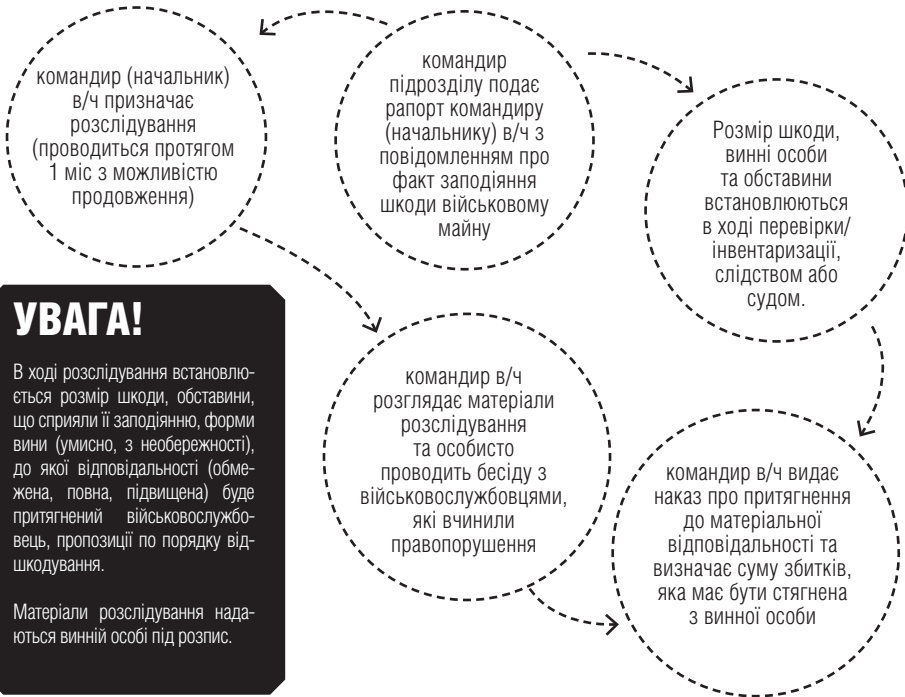 командир (начальник)
в/ч призначає
розслідування
(проводиться протягом
1 міс з можливістю
продовження)
командир
підрозділу подає
рапорт командиру
(начальнику) в/ч з
повідомленням про
факт заподіяння
шкоди військовому
майну
Розмір шкоди,
винні особи
та обставини
встановлюються
в ході перевірки/
інвентаризації,
слідством або
судом.
УВАГА!
В ході розслідування встановлю-
ється розмір шкоди, обставини,
що сприяли її заподіянню, форми
вини (умисно, з необережності),
до якої відповідальності (обме-
жена, повна, підвищена) буде
притягнений військовослужбо-
вець, пропозиції по порядку від-
шкодування.
Матеріали розслідування нада-
ються винній особі під розпис.
командир в/ч
розглядає матеріали
розслідування
та особисто
проводить бесіду з
військовослужбовцями,
які вчинили
правопорушення
командир в/ч видає
наказ про притягнення
до матеріальної
відповідальності та
визначає суму збитків,
яка має бути стягнена
з винної особи